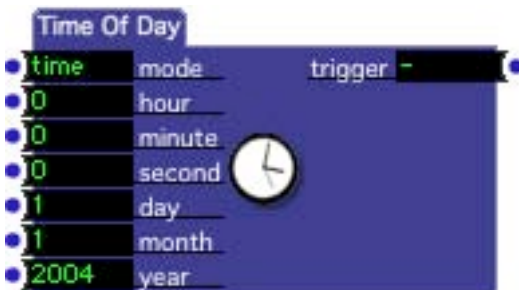 Time Of Day
time mode trigger -
0 hour
0 minute
0 second
1 day
1 month
2004 year